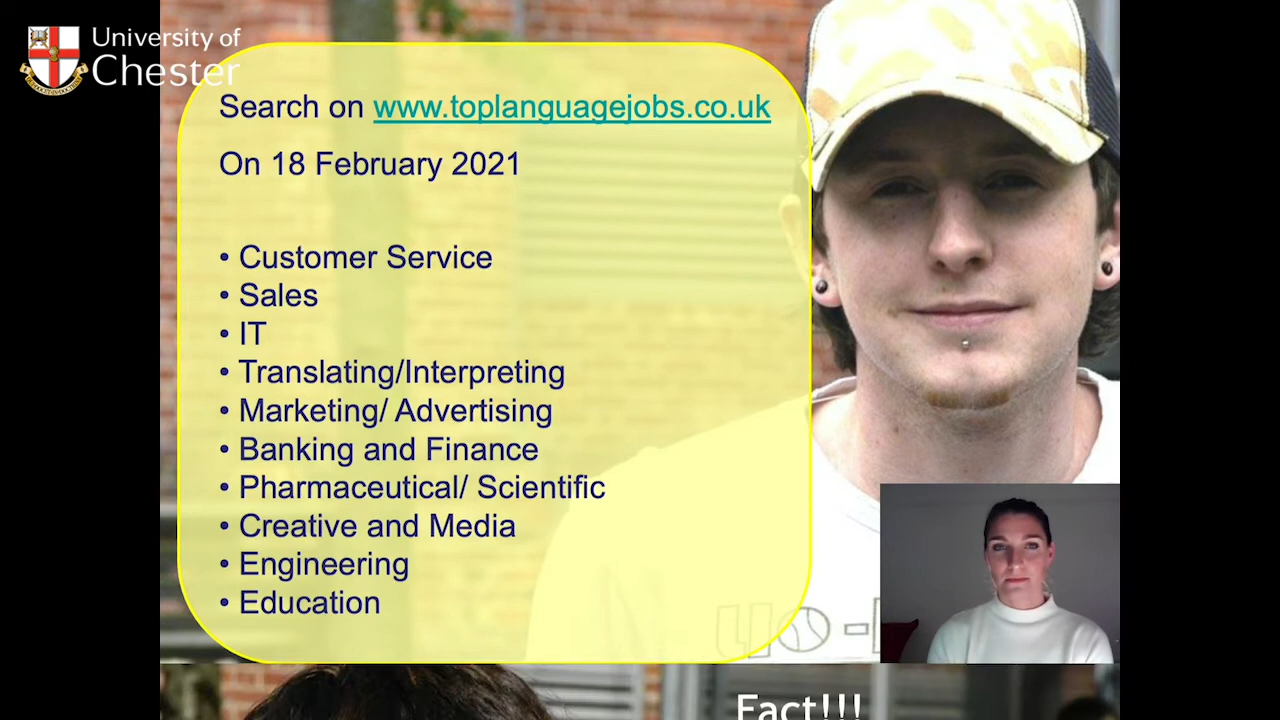 University of
Chester
Search on www.toplanguagejobs.co.uk
On 18 February 2021
• Customer Service
• Sales
• IT
• Translating/Interpreting
• Marketing/ Advertising
• Banking and Finance
• Pharmaceutical/ Scientific
• Creative and Media
• Engineering
• Education
Fact!!!